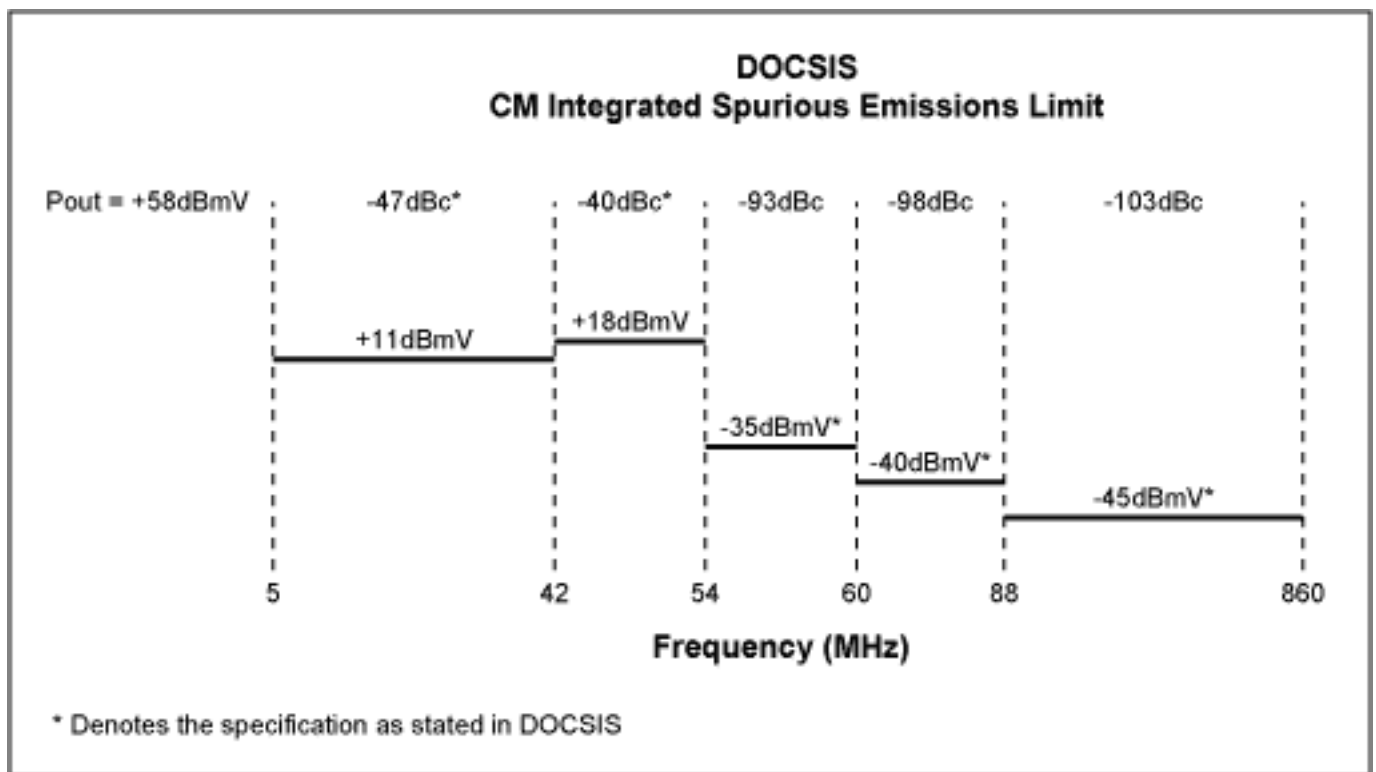 DOCSIS
CM Integrated Spurious Emissions Limit
Pout = +58dBmV -47dBc* -40dBc* -93dBc -98dBc -103dBc
+18dBmV
+11dBmV
-35dBmV*
-40dBmV*
-45dBmV*
5 42 54 60 88 860
Frequency (MHz)
* Denotes the specification as stated in DOCSIS